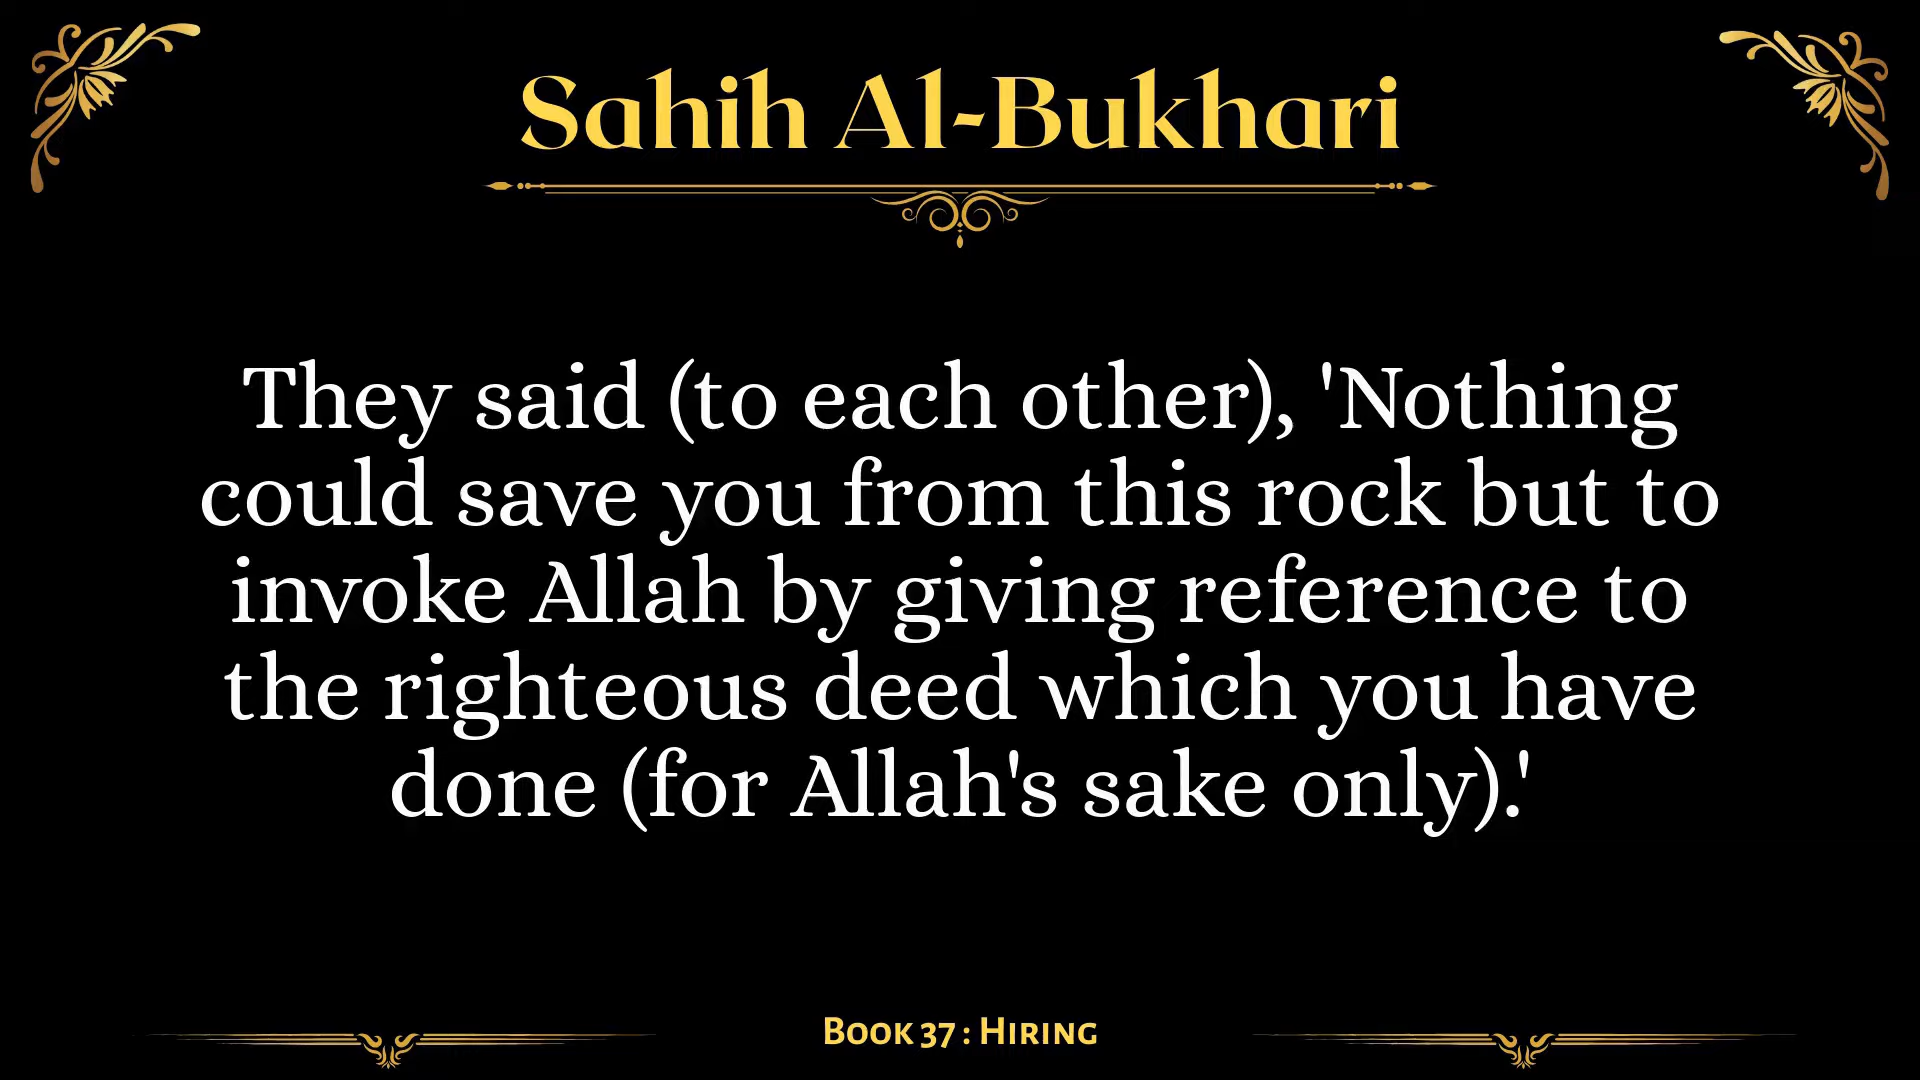 Sahih Al-Bukhari
They said (to each other), 'Nothing
could save you from this rock but to
invoke Allah by giving reference to
the righteous deed which you have
done (for Allah's sake only).'
Book 37 : Hiring